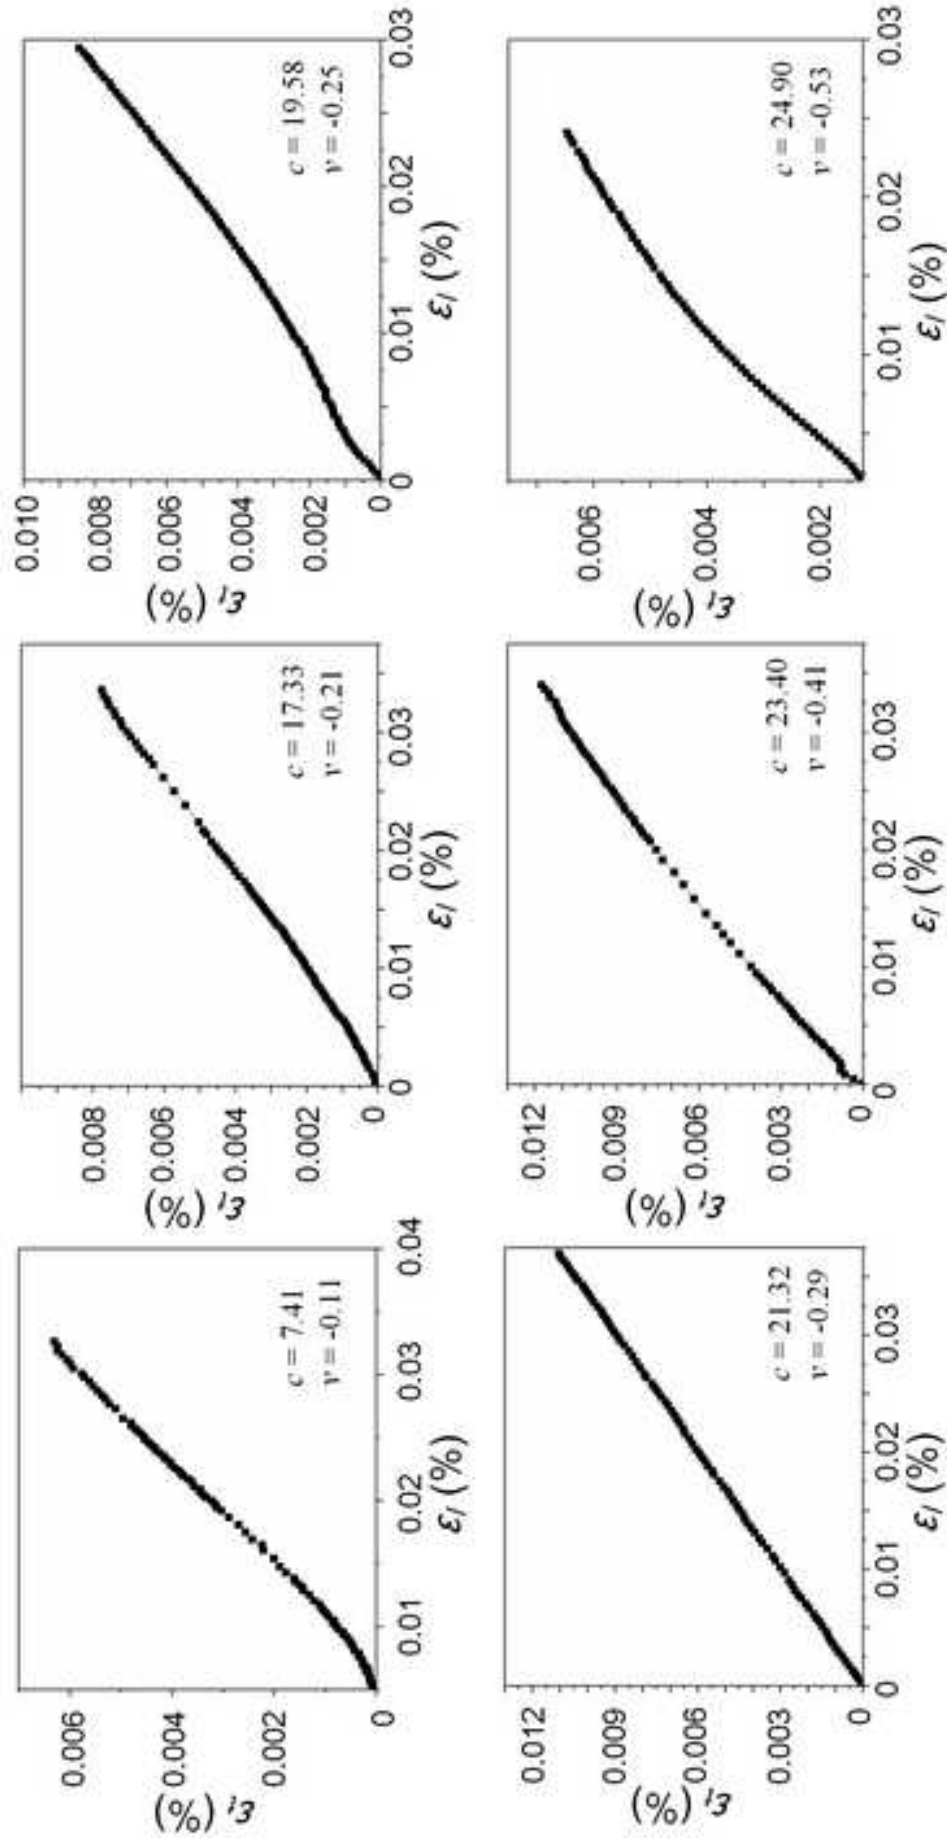 εt (%)
0.006
0.004
0.002
0
c = 7.41
ν = -0.11
0.01 0.02 0.03 0.04
εl (%)
εt (%)
0.008
0.006
0.004
0.002
0
c = 17.33
ν = -0.21
0 0.01 0.02 0.03
εl (%)
εt (%)
0.010
0.008
0.006
0.004
0.002
0
c = 19.58
ν = -0.25
0 0.01 0.02 0.03
εl (%)
εt (%)
0.012
0.009
0.006
0.003
0
c = 21.32
ν = -0.29
0 0.01 0.02 0.03
εl (%)
εt (%)
0.012
0.009
0.006
0.003
0
c = 23.40
ν = -0.41
0 0.01 0.02 0.03
εl (%)
εt (%)
0.006
0.004
0.002
c = 24.90
ν = -0.53
0.01 0.02 0.03
εl (%)